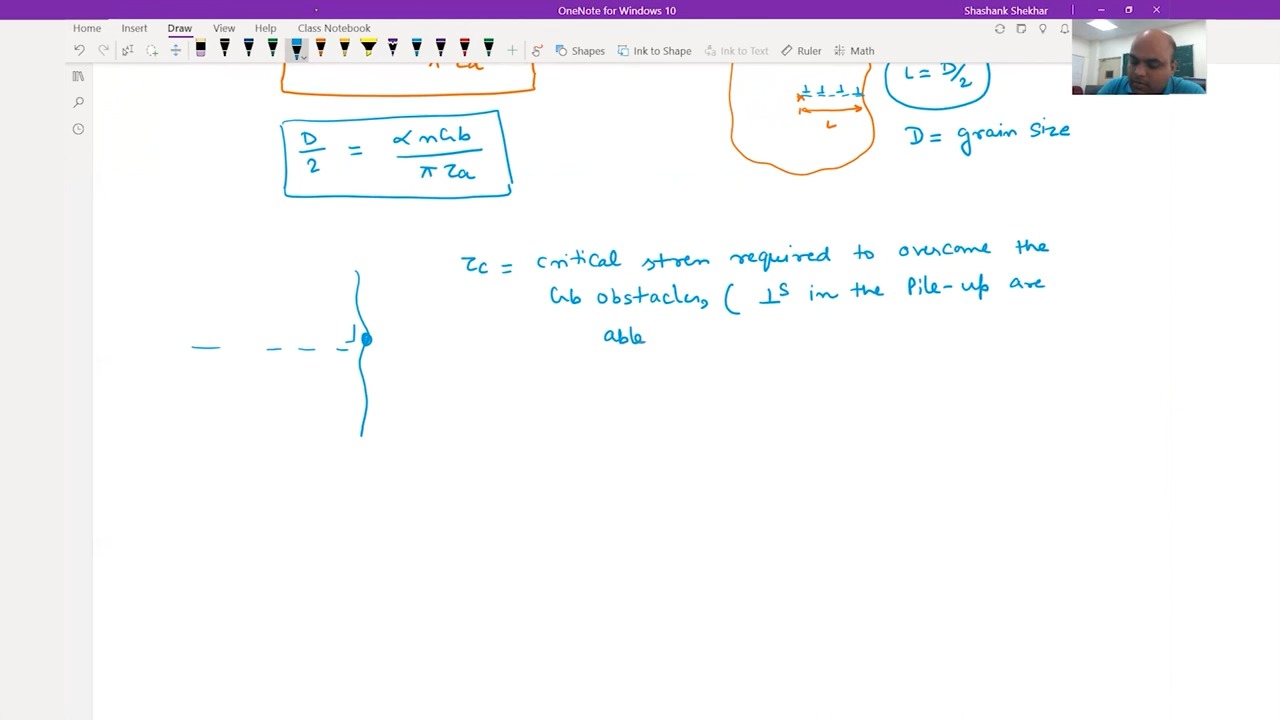 OneNote for Windows 10
Shashank Shekhar
Home Insert Draw View Help Class Notebook
Shapes Ink to Shape Ink to Text Ruler Math
π τa
L = D/2
L
D = grain size
D/2 = α n G b / π τa
τc = critical stress required to overcome the
Gb obstacles, ( ⊥s in the pile-up are
able